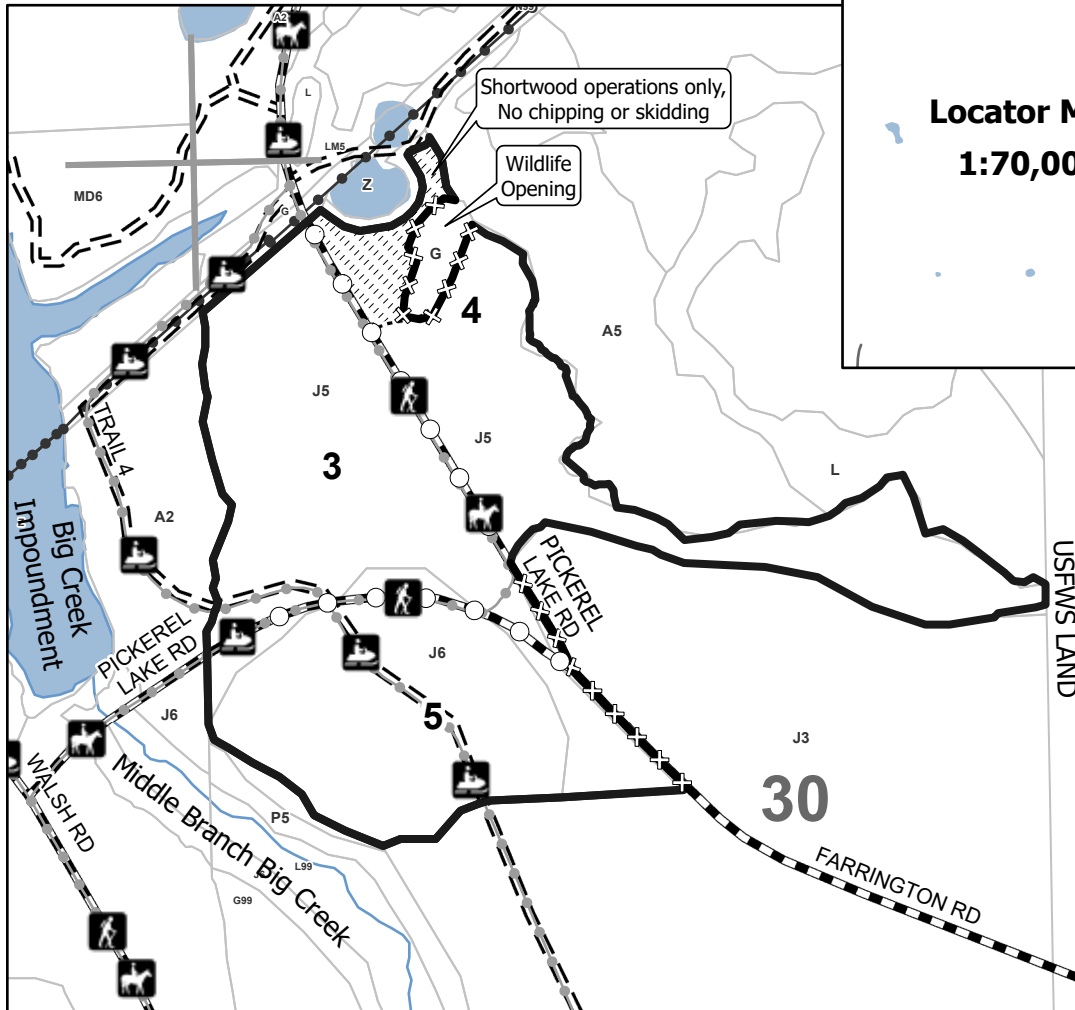 A2
N99
Shortwood operations only,
No chipping or skidding
L
LM5
Wildlife
Opening
Z
MD6
G
G
4
Locator M
1:70,00
A5
J5
J5
3
L
TRAIL 4
A2
Big Creek
Impoundment
PICKEREL
LAKE RD
USFWS LAND
PICKEREL
LAKE RD
J6
J6
5
J3
30
WALSH RD
Middle Branch Big Creek
P5
L99
G99
FARRINGTON RD